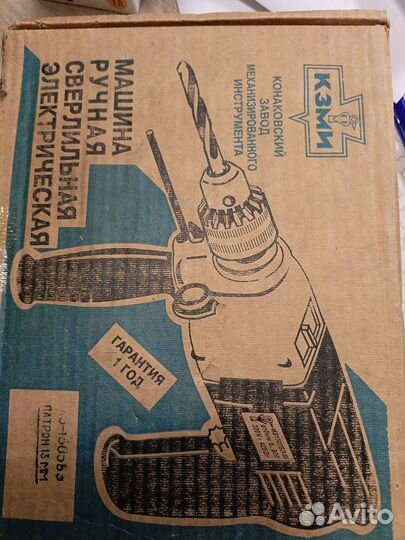 МАШИНА
РУЧНАЯ
СВЕРЛИЛЬНАЯ
ЭЛЕКТРИЧЕСКАЯ
КЗМИ
КОНАКОВСКИЙ
ЗАВОД
МЕХАНИЗИРОВАННОГО
ИНСТРУМЕНТА
ГАРАНТИЯ
1 ГОД
ПАТРОН 13 ММ
Avito